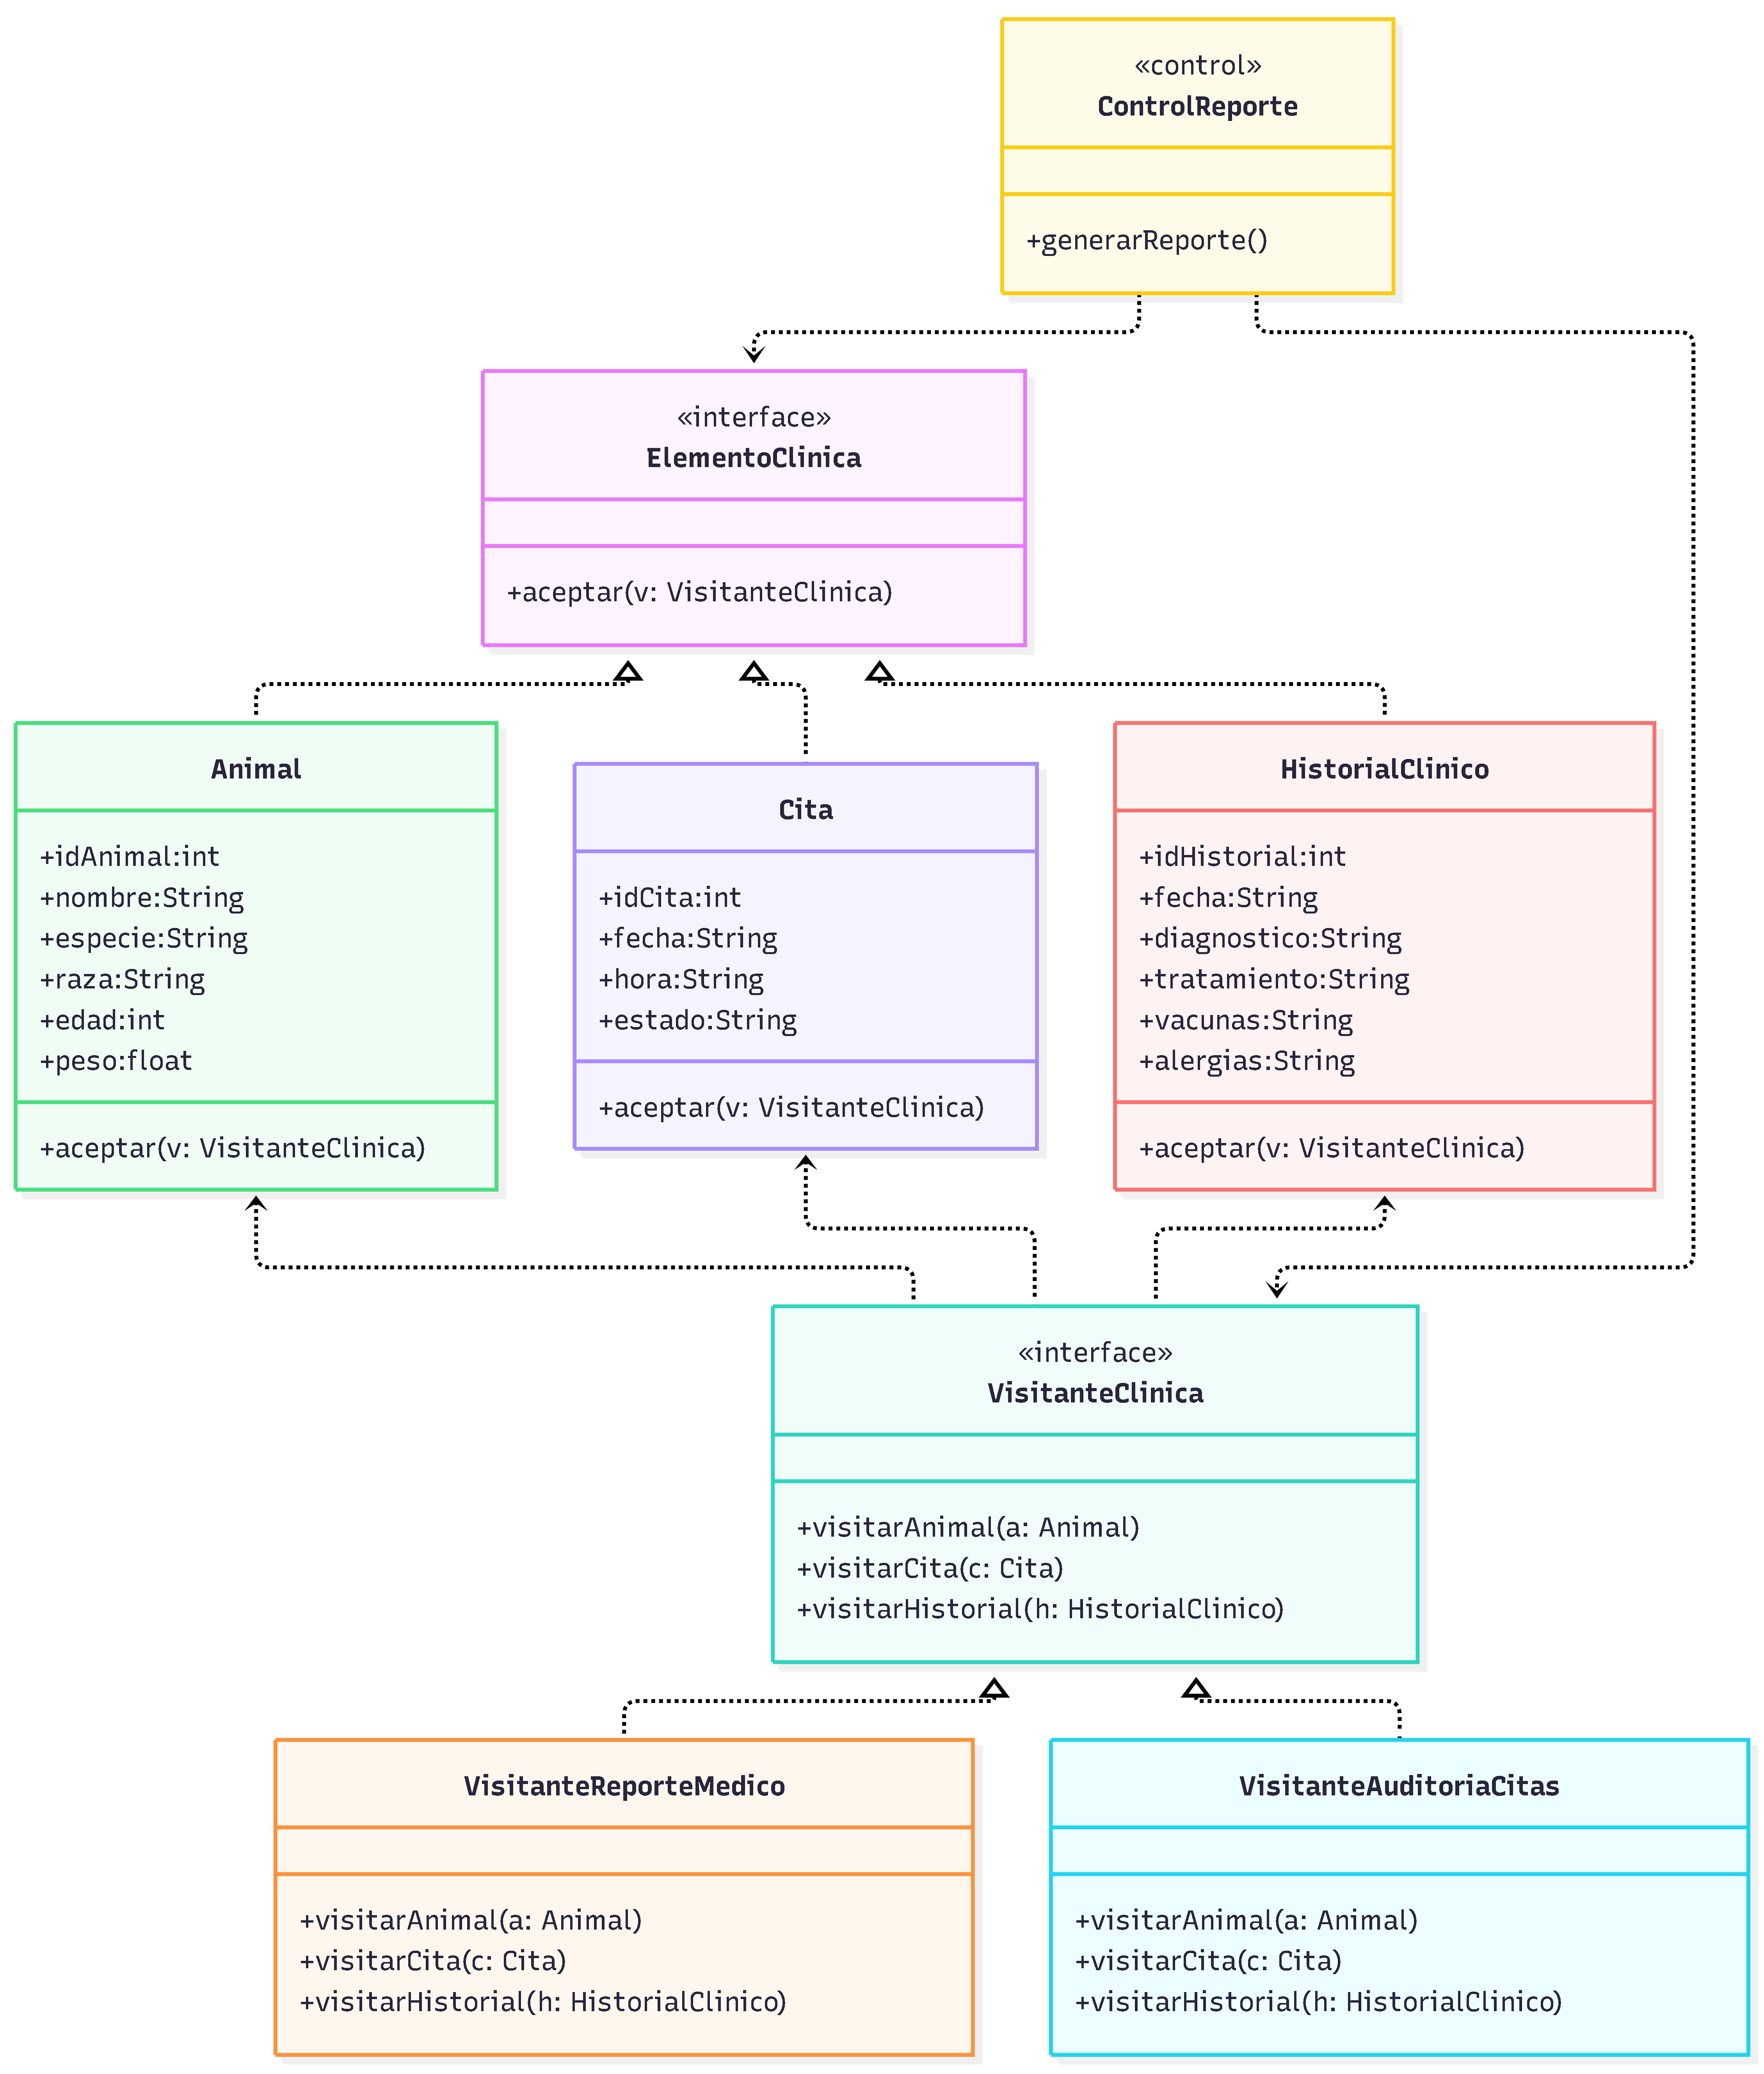 «control»
ControlReporte
+generarReporte()
«interface»
ElementoClinica
+aceptar(v: VisitanteClinica)
Animal
+idAnimal:int
+nombre:String
+especie:String
+raza:String
+edad:int
+peso:float
+aceptar(v: VisitanteClinica)
Cita
+idCita:int
+fecha:String
+hora:String
+estado:String
+aceptar(v: VisitanteClinica)
HistorialClinico
+idHistorial:int
+fecha:String
+diagnostico:String
+tratamiento:String
+vacunas:String
+alergias:String
+aceptar(v: VisitanteClinica)
«interface»
VisitanteClinica
+visitarAnimal(a: Animal)
+visitarCita(c: Cita)
+visitarHistorial(h: HistorialClinico)
VisitanteReporteMedico
+visitarAnimal(a: Animal)
+visitarCita(c: Cita)
+visitarHistorial(h: HistorialClinico)
VisitanteAuditoriaCitas
+visitarAnimal(a: Animal)
+visitarCita(c: Cita)
+visitarHistorial(h: HistorialClinico)